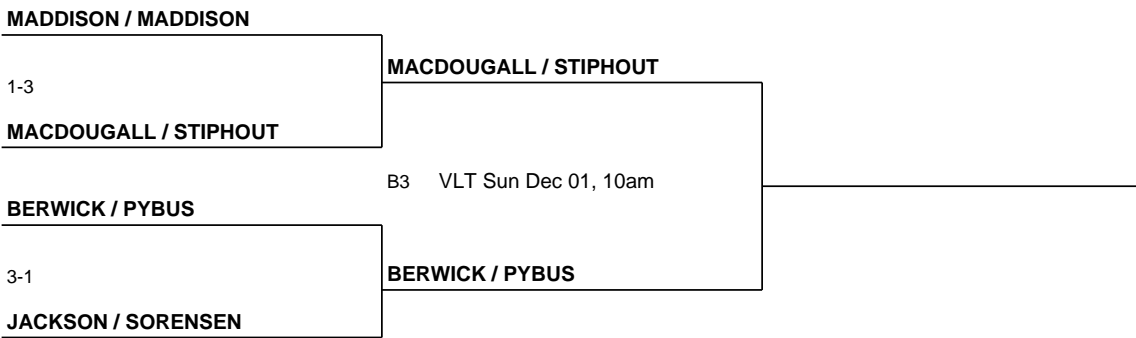 MADDISON / MADDISON
1-3
MACDOUGALL / STIPHOUT
BERWICK / PYBUS
3-1
JACKSON / SORENSEN
MACDOUGALL / STIPHOUT
B3 VLT Sun Dec 01, 10am
BERWICK / PYBUS